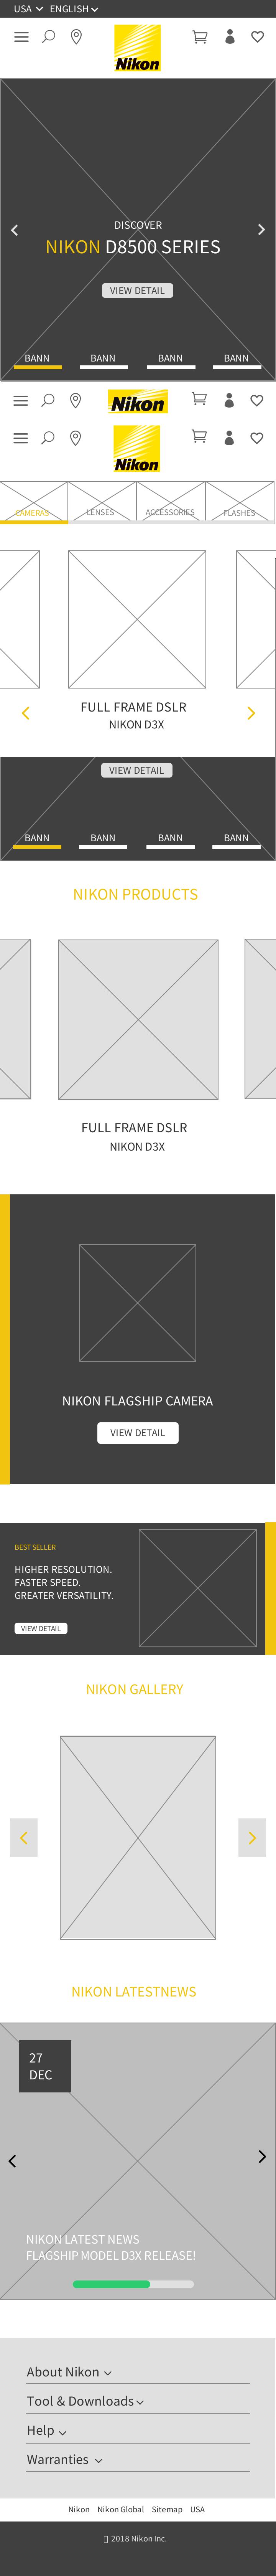 USA ENGLISH
Nikon
DISCOVER
NIKON D8500 SERIES
VIEW DETAIL
BANN BANN BANN BANN
Nikon
Nikon
CAMERAS LENSES ACCESSORIES FLASHES
FULL FRAME DSLR
NIKON D3X
VIEW DETAIL
BANN BANN BANN BANN
NIKON PRODUCTS
FULL FRAME DSLR
NIKON D3X
NIKON FLAGSHIP CAMERA
VIEW DETAIL
BEST SELLER
HIGHER RESOLUTION.
FASTER SPEED.
GREATER VERSATILITY.
VIEW DETAIL
NIKON GALLERY
NIKON LATESTNEWS
27
DEC
NIKON LATEST NEWS
FLAGSHIP MODEL D3X RELEASE!
About Nikon
Tool & Downloads
Help
Warranties
Nikon Nikon Global Sitemap USA
2018 Nikon Inc.